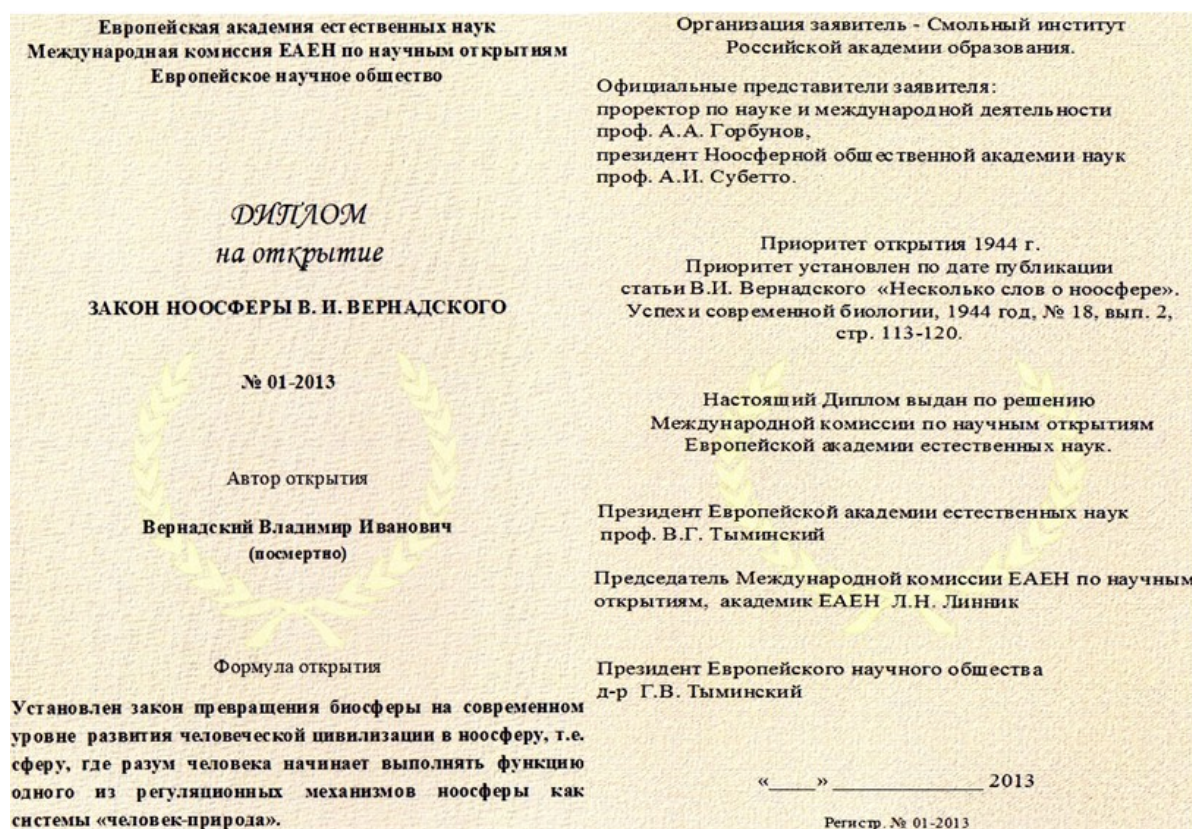 Европейская академия естественных наук
Международная комиссия ЕАЕН по научным открытиям
Европейское научное общество
ДИПЛОМ
на открытие
ЗАКОН НООСФЕРЫ В. И. ВЕРНАДСКОГО
№ 01-2013
Автор открытия
Вернадский Владимир Иванович
(посмертно)
Формула открытия
Установлен закон превращения биосферы на современном
уровне развития человеческой цивилизации в ноосферу, т.е.
сферу, где разум человека начинает выполнять функцию
одного из регуляционных механизмов ноосферы как
системы «человек-природа».
Организация заявитель - Смольный институт
Российской академии образования.
Официальные представители заявителя:
проректор по науке и международной деятельности
проф. А.А. Горбунов,
президент Ноосферной общественной академии наук
проф. А.И. Субетто.
Приоритет открытия 1944 г.
Приоритет установлен по дате публикации
статьи В.И. Вернадского «Несколько слов о ноосфере».
Успехи современной биологии, 1944 год, № 18, вып. 2,
стр. 113-120.
Настоящий Диплом выдан по решению
Международной комиссии по научным открытиям
Европейской академии естественных наук.
Президент Европейской академии естественных наук
проф. В.Г. Тыминский
Председатель Международной комиссии ЕАЕН по научным
открытиям, академик ЕАЕН Л.Н. Линник
Президент Европейского научного общества
д-р Г.В. Тыминский
«____» ______________ 2013
Регистр. № 01-2013